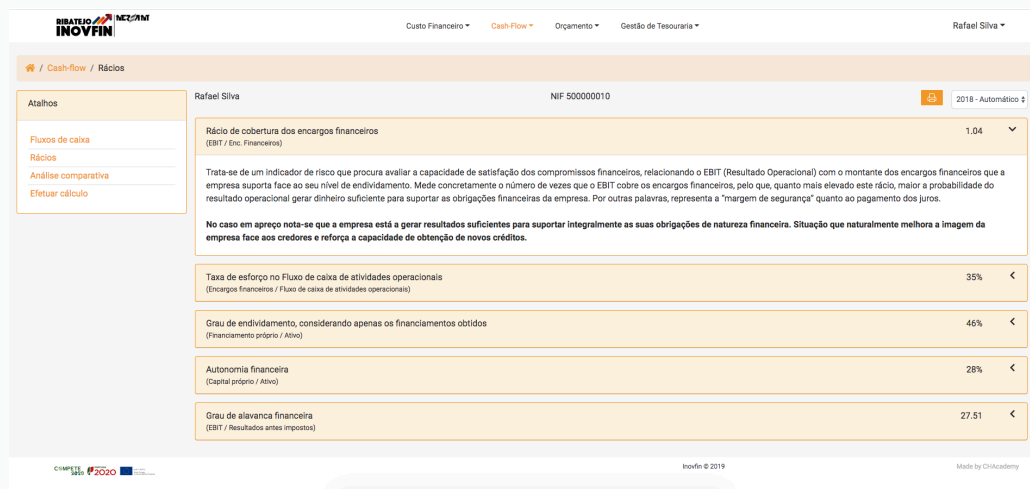 RIBATEJO
INOVFIN
Custo Financeiro
Cash-Flow
Orçamento
Gestão de Tesouraria
Rafael Silva
/ Cash-flow / Rácios
Atalhos
Fluxos de caixa
Rácios
Análise comparativa
Efetuar cálculo
Rafael Silva
NIF 500000010
2018 - Automático
Rácio de cobertura dos encargos financeiros
1.04
(EBIT / Enc. Financeiros)
Trata-se de um indicador de risco que procura avaliar a capacidade de satisfação dos compromissos financeiros, relacionando o EBIT (Resultado Operacional) com o montante dos encargos financeiros que a
empresa suporta face ao seu nível de endividamento. Mede concretamente o número de vezes que o EBIT cobre os encargos financeiros, pelo que, quanto mais elevado este rácio, maior a probabilidade do
resultado operacional gerar dinheiro suficiente para suportar as obrigações financeiras da empresa. Por outras palavras, representa a "margem de segurança" quanto ao pagamento dos juros.
No caso em apreço nota-se que a empresa está a gerar resultados suficientes para suportar integralmente as suas obrigações de natureza financeira. Situação que naturalmente melhora a imagem da
empresa face aos credores e reforça a capacidade de obtenção de novos créditos.
Taxa de esforço no Fluxo de caixa de atividades operacionais
35%
(Encargos financeiros / Fluxo de caixa de atividades operacionais)
Grau de endividamento, considerando apenas os financiamentos obtidos
46%
(Financiamento próprio / Ativo)
Autonomia financeira
28%
(Capital próprio / Ativo)
Grau de alavanca financeira
27.51
(EBIT / Resultados antes impostos)
COMPETE
2020
2020
Inovfin © 2019
Made by CHAcademy